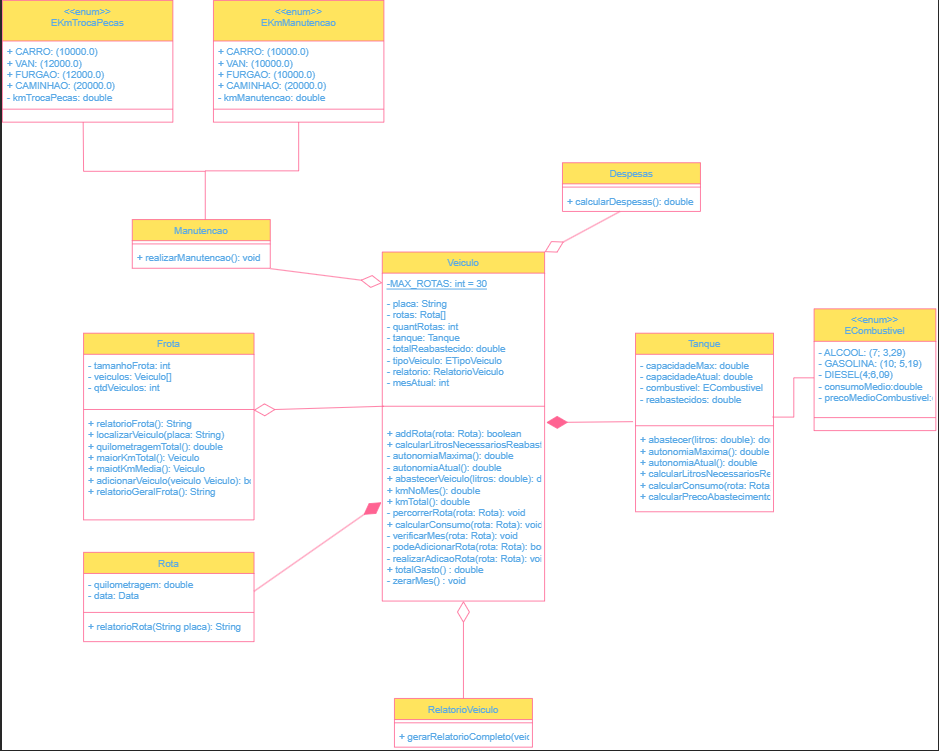 <<enum>>
EKmTrocaPecas
+ CARRO: (10000.0)
+ VAN: (12000.0)
+ FURGAO: (12000.0)
+ CAMINHAO: (20000.0)
- kmTrocaPecas: double
<<enum>>
EKmManutencao
+ CARRO: (10000.0)
+ VAN: (10000.0)
+ FURGAO: (10000.0)
+ CAMINHAO: (20000.0)
- kmManutencao: double
Despesas
+ calcularDespesas(): double
Manutencao
+ realizarManutencao(): void
Veiculo
-MAX_ROTAS: int = 30
- placa: String
- rotas: Rota[]
- quantRotas: int
- tanque: Tanque
- totalReabastecido: double
- tipoVeiculo: ETipoVeiculo
- relatorio: RelatorioVeiculo
- mesAtual: int
+ addRota(rota: Rota): boolean
+ calcularLitrosNecessariosReabast
- autonomiaMaxima(): double
- autonomiaAtual(): double
+ abastecerVeiculo(litros: double): d
+ kmNoMes(): double
+ kmTotal(): double
- percorrerRota(rota: Rota): void
+ calcularConsumo(rota: Rota): voic
- verificarMes(rota: Rota): void
- podeAdicionarRota(rota: Rota): bo
- realizarAdicaoRota(rota: Rota): voi
+ totalGasto() : double
- zerarMes() : void
Frota
- tamanhoFrota: int
- veiculos: Veiculo[]
- qtdVeiculos: int
+ relatorioFrota(): String
+ localizarVeiculo(placa: String)
+ quilometragemTotal(): double
+ maiorKmTotal(): Veiculo
+ maiotKmMedia(): Veiculo
+ adicionarVeiculo(veiculo Veiculo): b
+ relatorioGeralFrota(): String
Tanque
- capacidadeMax: double
- capacidadeAtual: double
- combustivel: ECombustivel
- reabastecidos: double
+ abastecer(litros: double): dou
+ autonomiaMaxima(): double
+ autonomiaAtual(): double
+ calcularLitrosNecessariosRe
+ calcularConsumo(rota: Rota
+ calcularPrecoAbastecimento
<<enum>>
ECombustivel
- ALCOOL: (7; 3,29)
- GASOLINA: (10; 5,19)
- DIESEL(4;6,09)
- consumoMedio:double
- precoMedioCombustivel:
Rota
- quilometragem: double
- data: Data
+ relatorioRota(String placa): String
RelatorioVeiculo
+ gerarRelatorioCompleto(veic